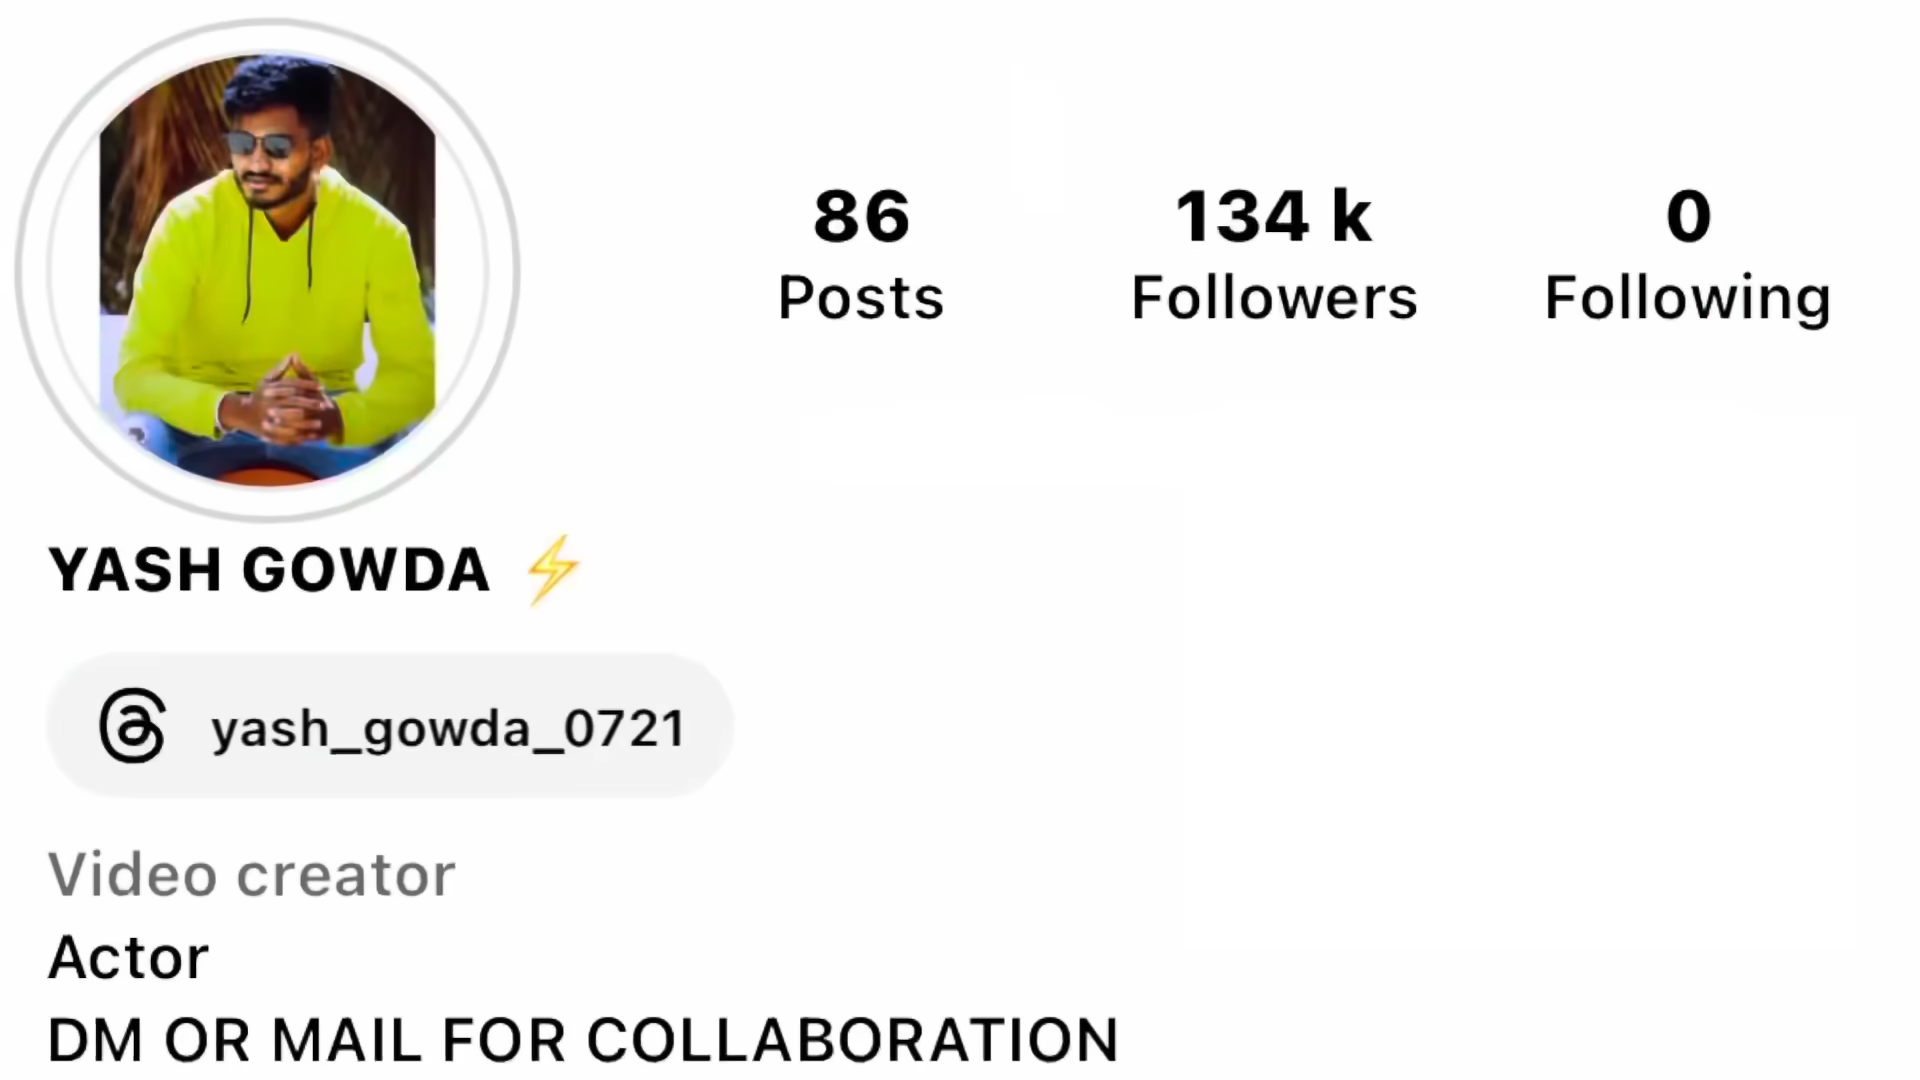 86 134 k 0
Posts Followers Following
YASH GOWDA ⚡
yash_gowda_0721
Video creator
Actor
DM OR MAIL FOR COLLABORATION